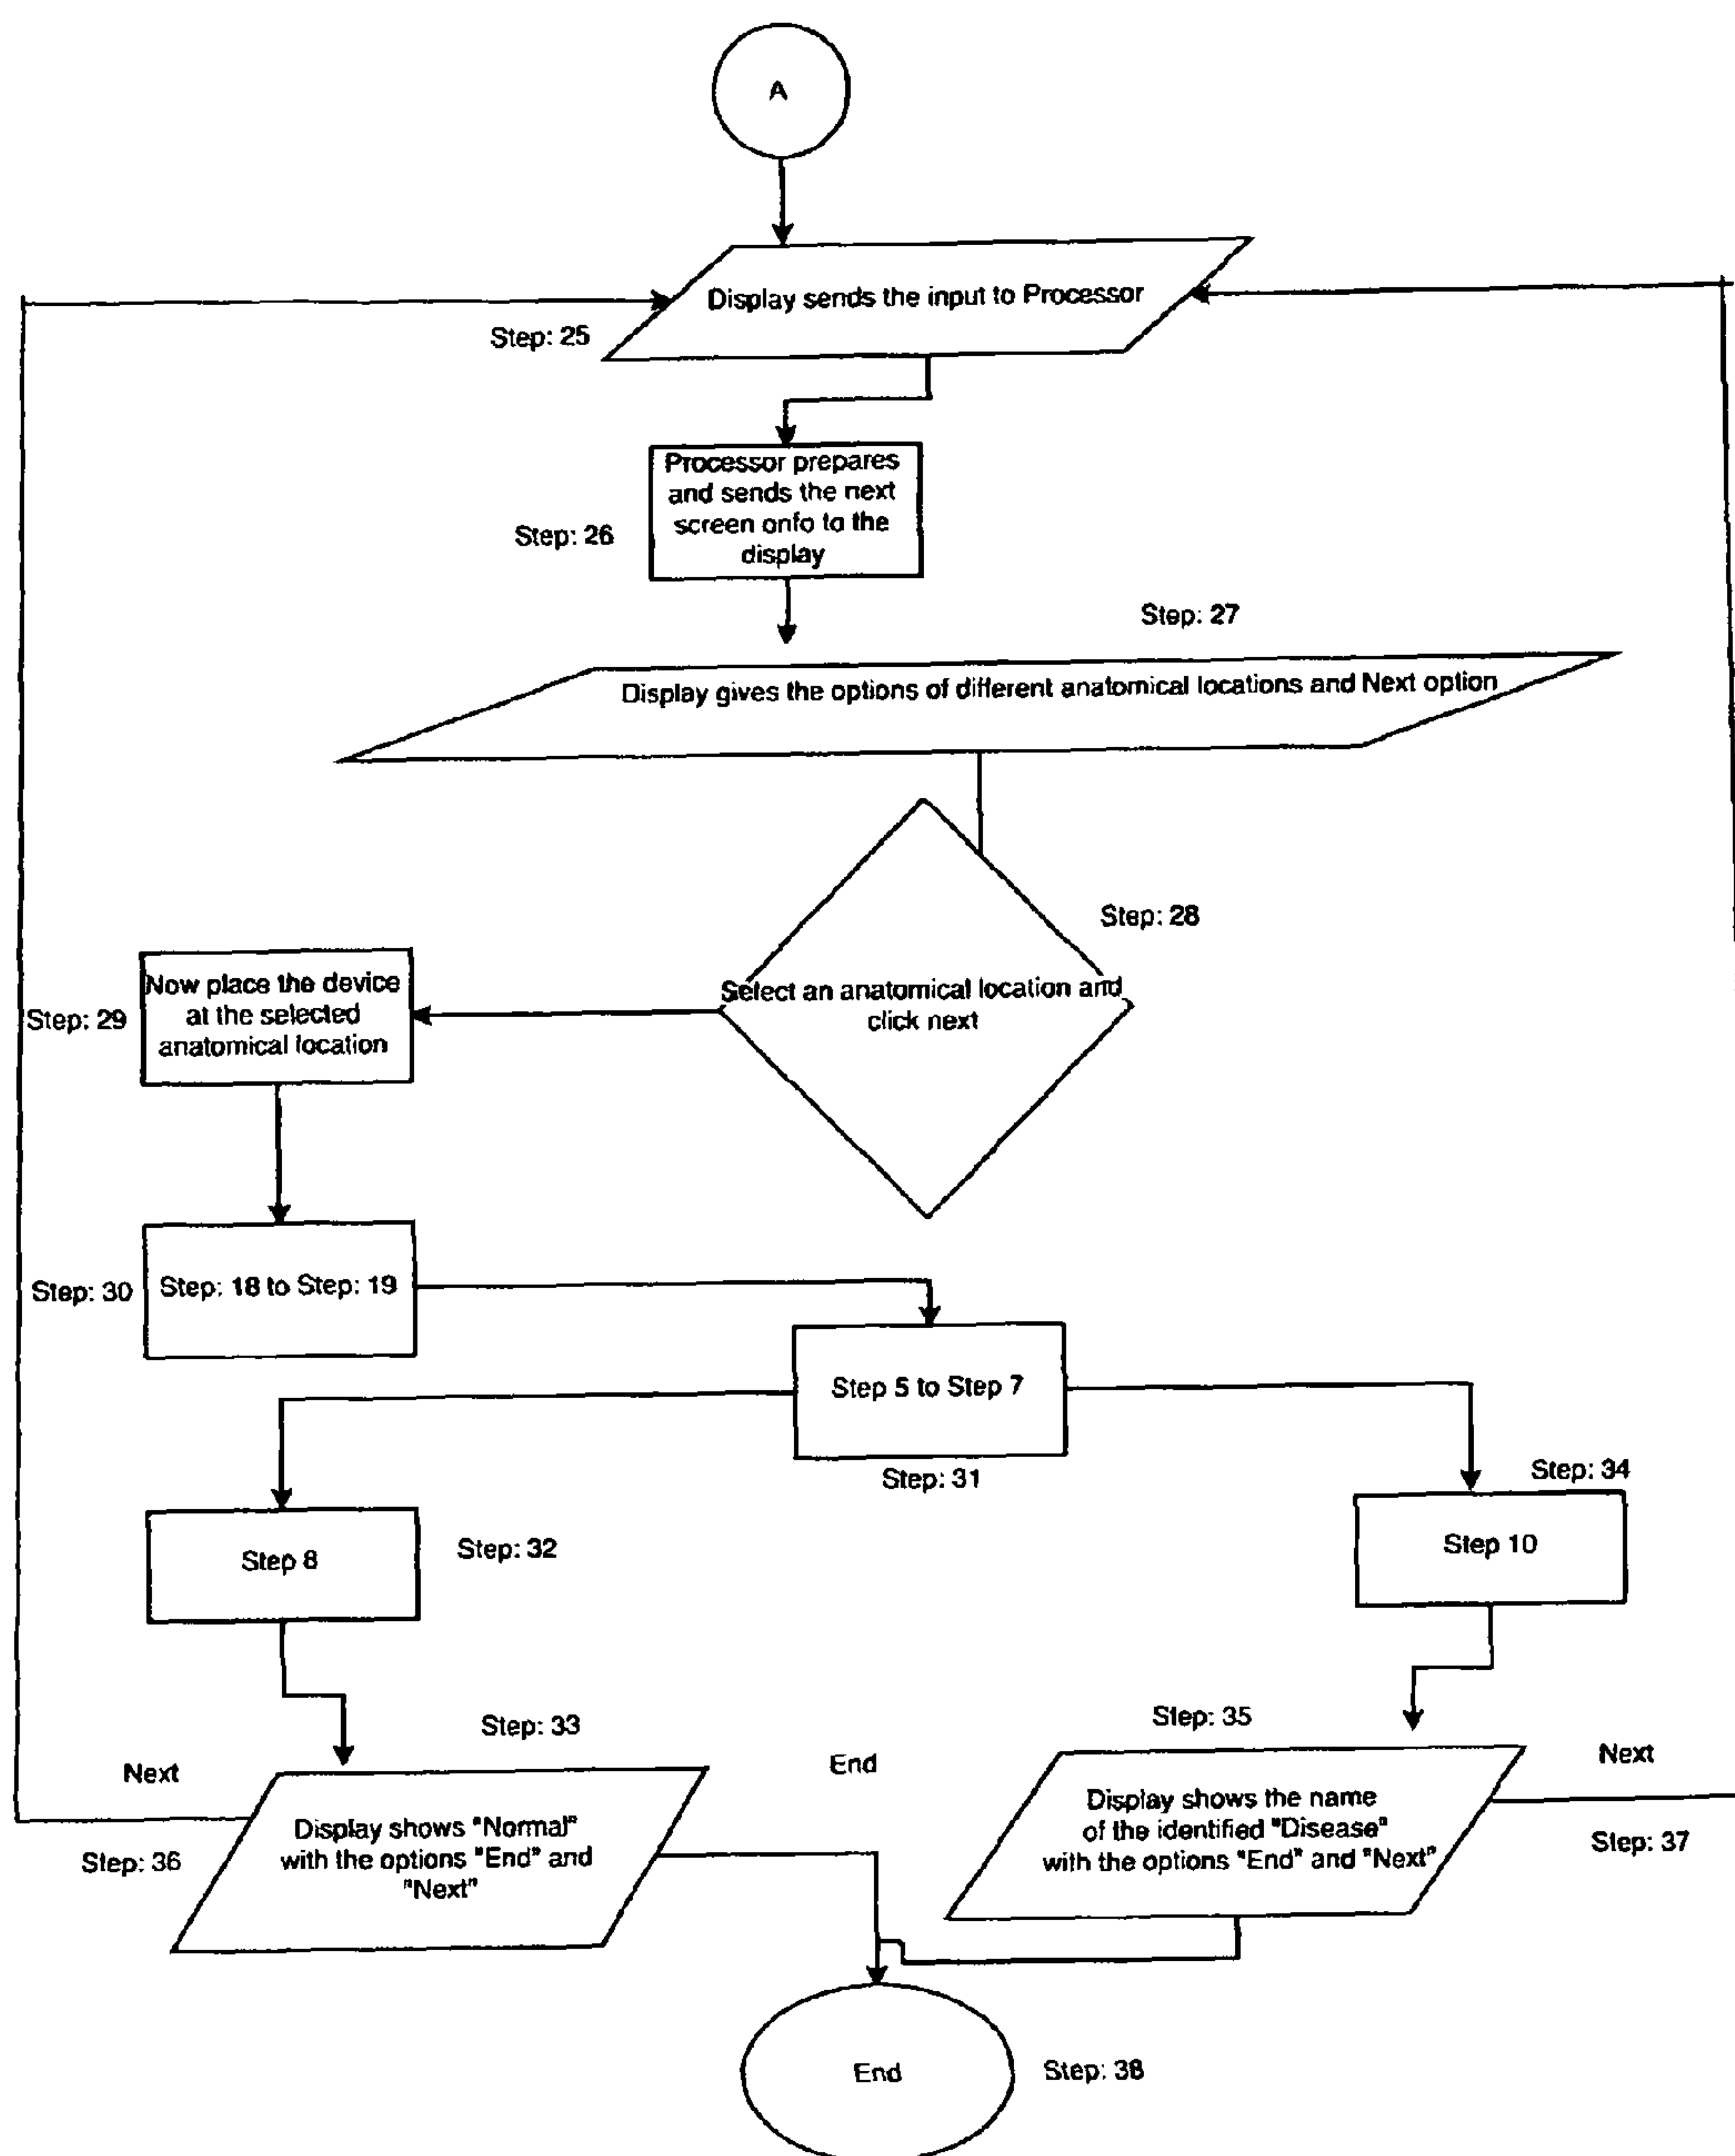 A
Display sends the input to Processor
Step: 25
Processor prepares
and sends the next
screen onfo to the
display
Step: 26
Step: 27
Display gives the options of different anatomical locations and Next option
Step: 28
Select an anatomical location and
click next
Now place the device
at the selected
anatomical location
Step: 29
Step: 30
Step: 18 to Step: 19
Step 5 to Step 7
Step: 31
Step: 34
Step 8
Step: 32
Step 10
Step: 33
Step: 35
Next
End
Next
Display shows "Normal"
with the options "End" and
"Next"
Display shows the name
of the identified "Disease"
with the options "End" and "Next"
Step: 36
Step: 37
End
Step: 38